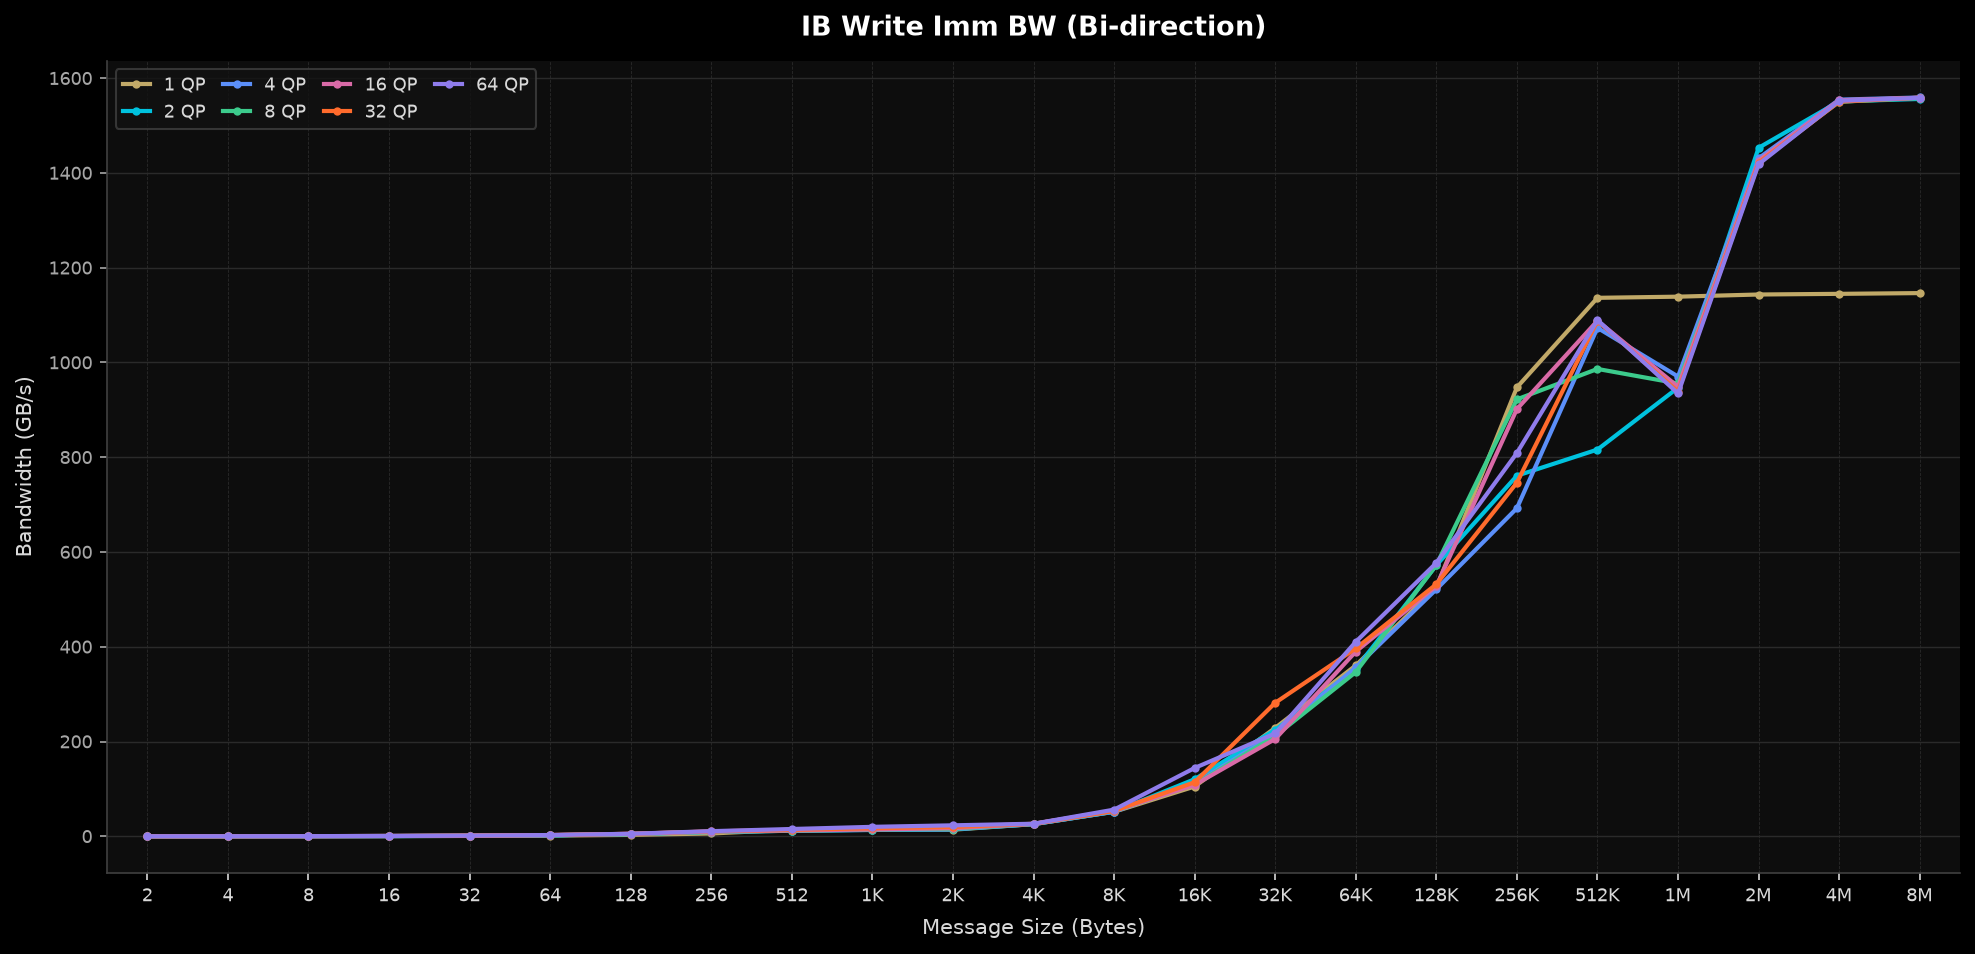 IB Write Imm BW (Bi-direction)
1 QP 4 QP 16 QP 64 QP
2 QP 8 QP 32 QP
Bandwidth (GB/s)
1600
1400
1200
1000
800
600
400
200
0
2 4 8 16 32 64 128 256 512 1K 2K 4K 8K 16K 32K 64K 128K 256K 512K 1M 2M 4M 8M
Message Size (Bytes)